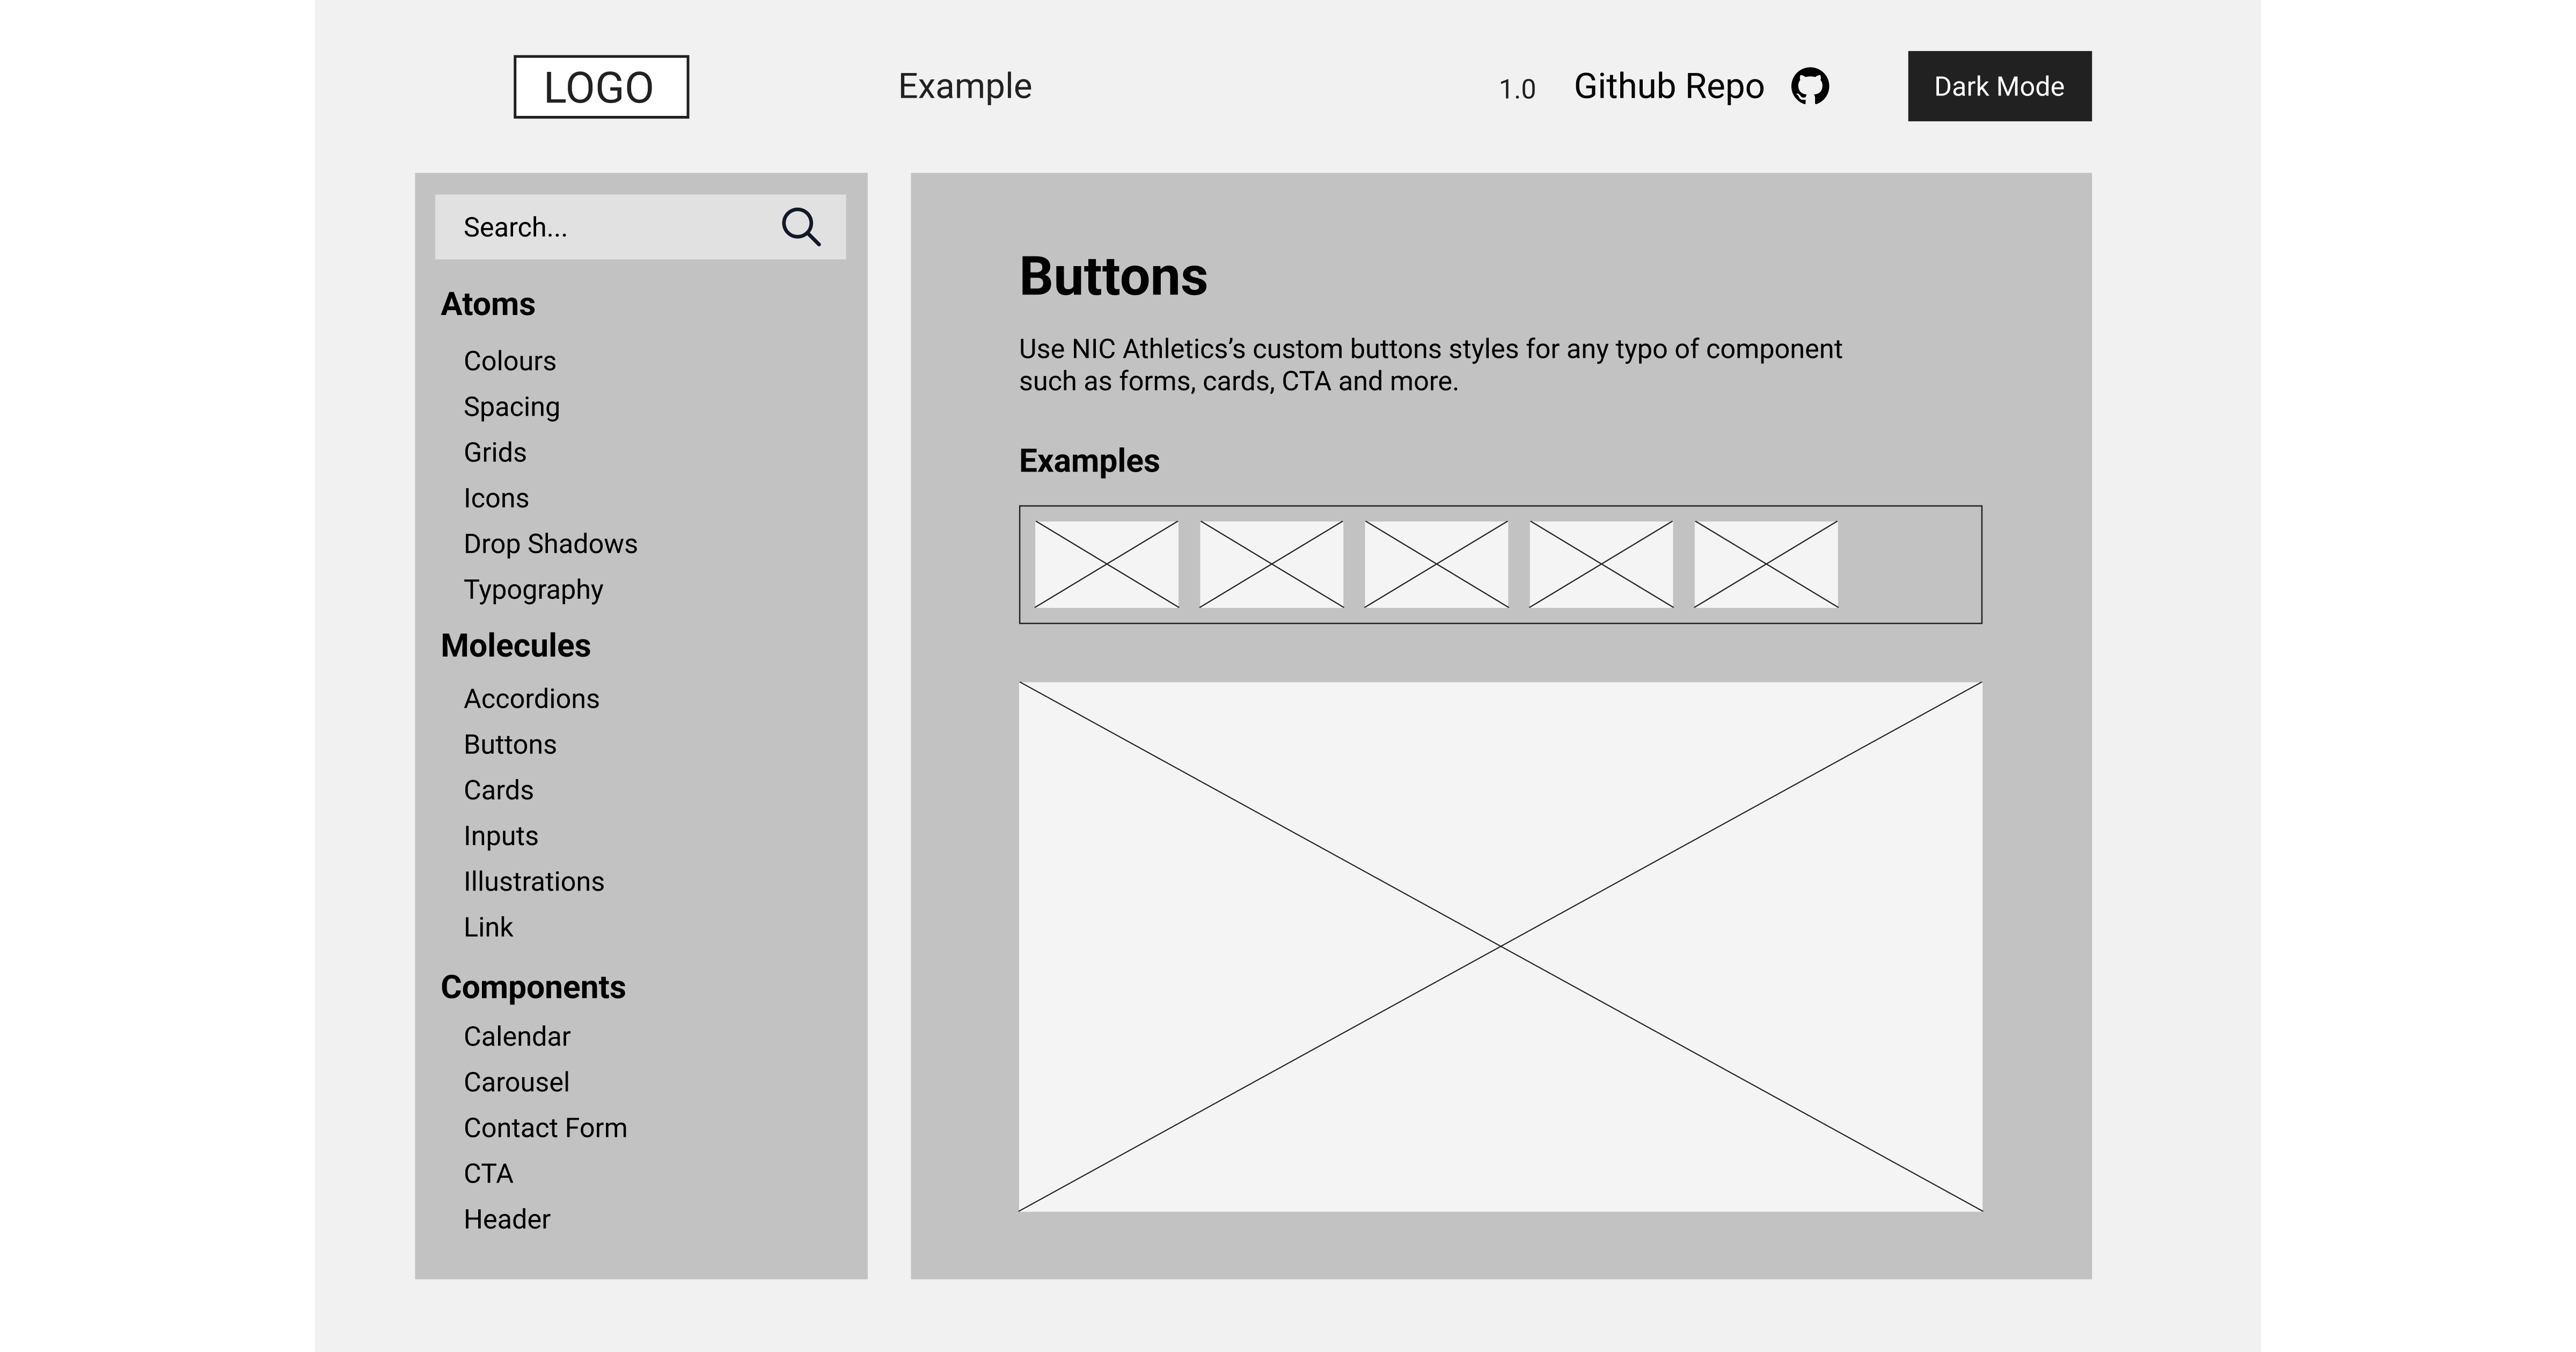 LOGO
Example
1.0
Github Repo
Dark Mode
Search...
Atoms
Colours
Spacing
Grids
Icons
Drop Shadows
Typography
Molecules
Accordions
Buttons
Cards
Inputs
Illustrations
Link
Components
Calendar
Carousel
Contact Form
CTA
Header
Buttons
Use NIC Athletics’s custom buttons styles for any typo of component
such as forms, cards, CTA and more.
Examples